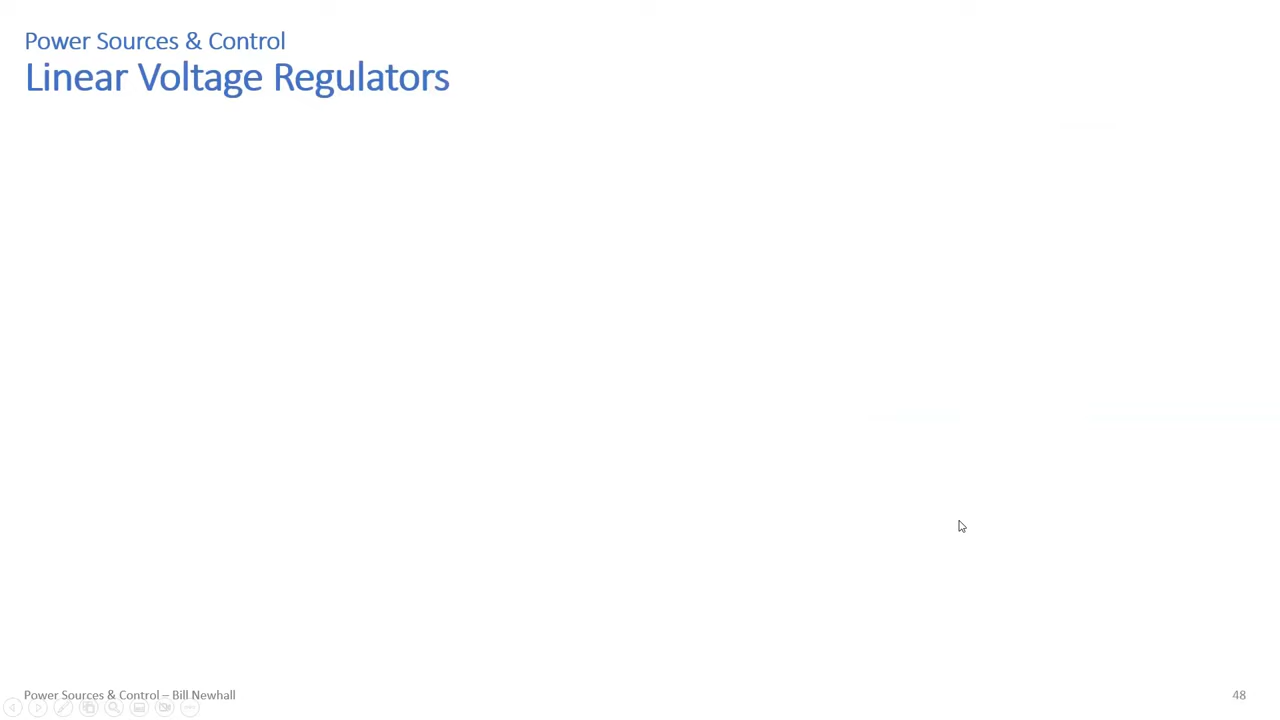 Power Sources & Control
Linear Voltage Regulators
Power Sources & Control – Bill Newhall
48